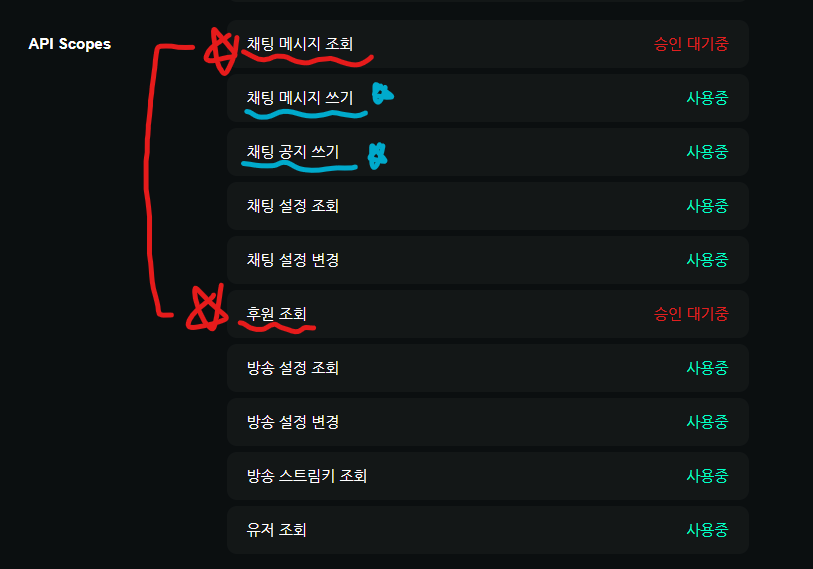 API Scopes
채팅 메시지 조회 승인 대기중
채팅 메시지 쓰기 사용중
채팅 공지 쓰기 사용중
채팅 설정 조회 사용중
채팅 설정 변경 사용중
후원 조회 승인 대기중
방송 설정 조회 사용중
방송 설정 변경 사용중
방송 스트림키 조회 사용중
유저 조회 사용중